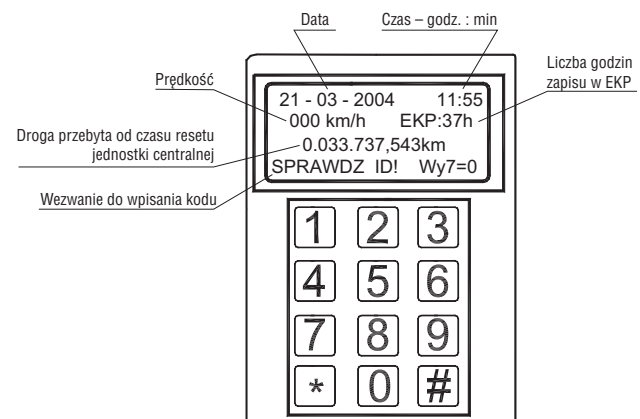 Data
Czas – godz. : min
Liczba godzin
zapisu w EKP
Prędkość
21 - 03 - 2004 11:55
000 km/h EKP:37h
Droga przebyta od czasu resetu
jednostki centralnej
0.033.737,543km
SPRAWDZ ID! Wy7=0
Wezwanie do wpisania kodu
1 2 3
4 5 6
7 8 9
* 0 #